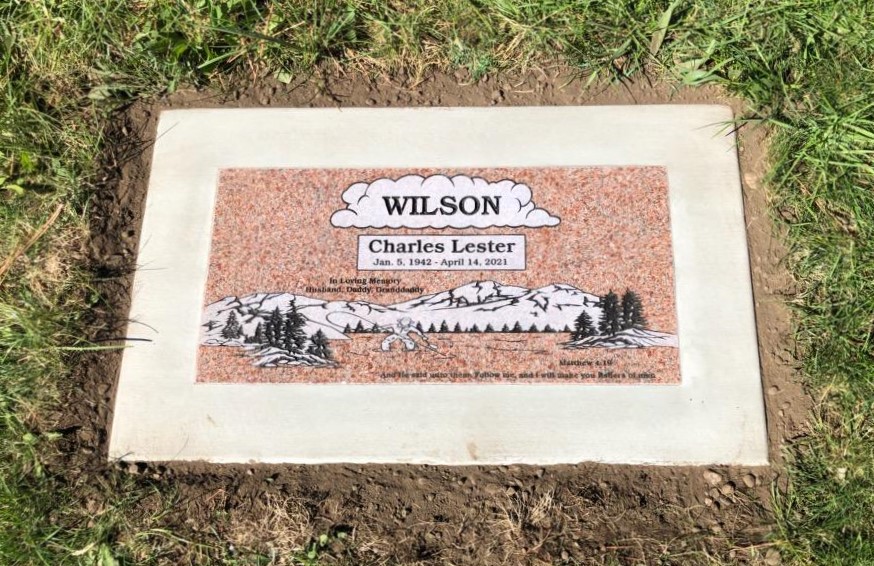 WILSON
Charles Lester
Jan. 5, 1942 - April 14, 2021
In Loving Memory
Husband, Daddy, Granddaddy
Matthew 4:19
And He said unto them, Follow me, and I will make you fishers of men.